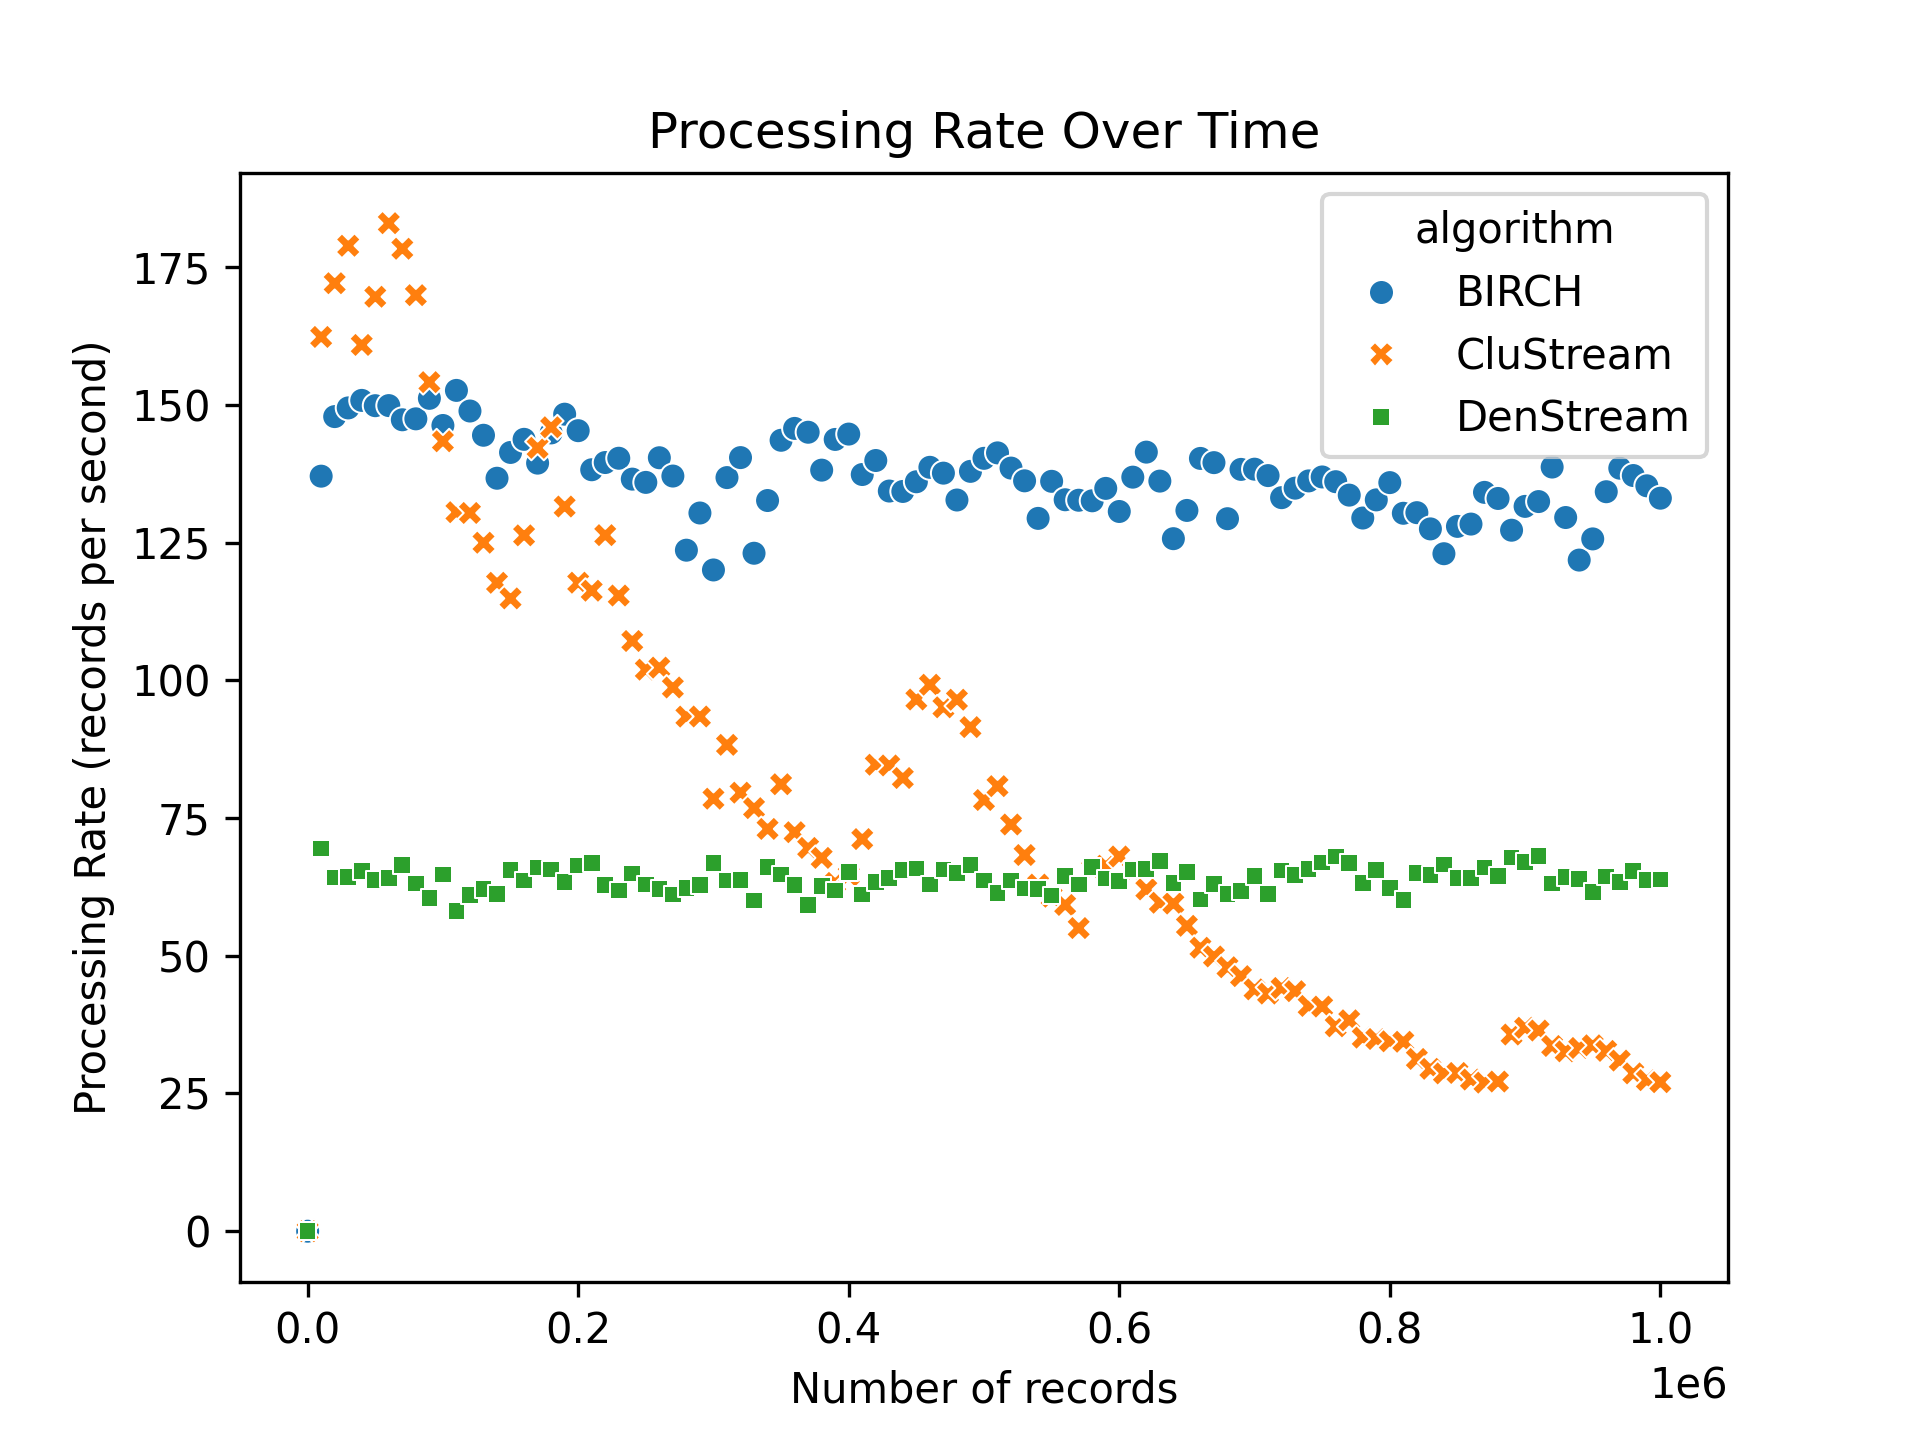 Processing Rate Over Time
algorithm
BIRCH
CluStream
DenStream
Processing Rate (records per second)
175
150
125
100
75
50
25
0
0.0 0.2 0.4 0.6 0.8 1.0
1e6
Number of records